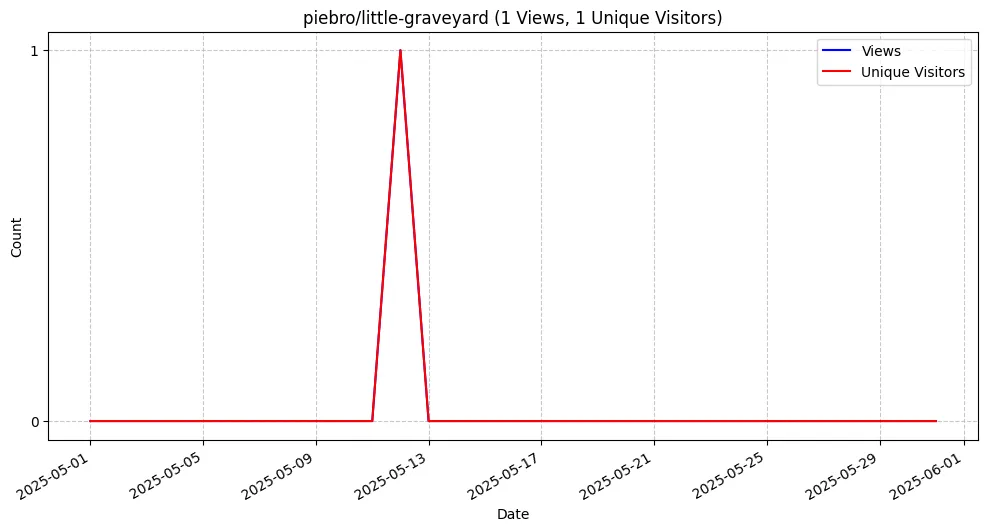 piebro/little-graveyard (1 Views, 1 Unique Visitors)
Views
Unique Visitors
1
Count
0
2025-05-01
2025-05-05
2025-05-09
2025-05-13
2025-05-17
2025-05-21
2025-05-25
2025-05-29
2025-06-01
Date